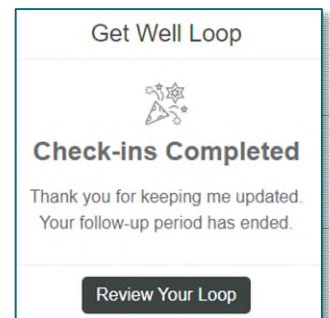 Get Well Loop
Check-ins Completed
Thank you for keeping me updated.
Your follow-up period has ended.
Review Your Loop